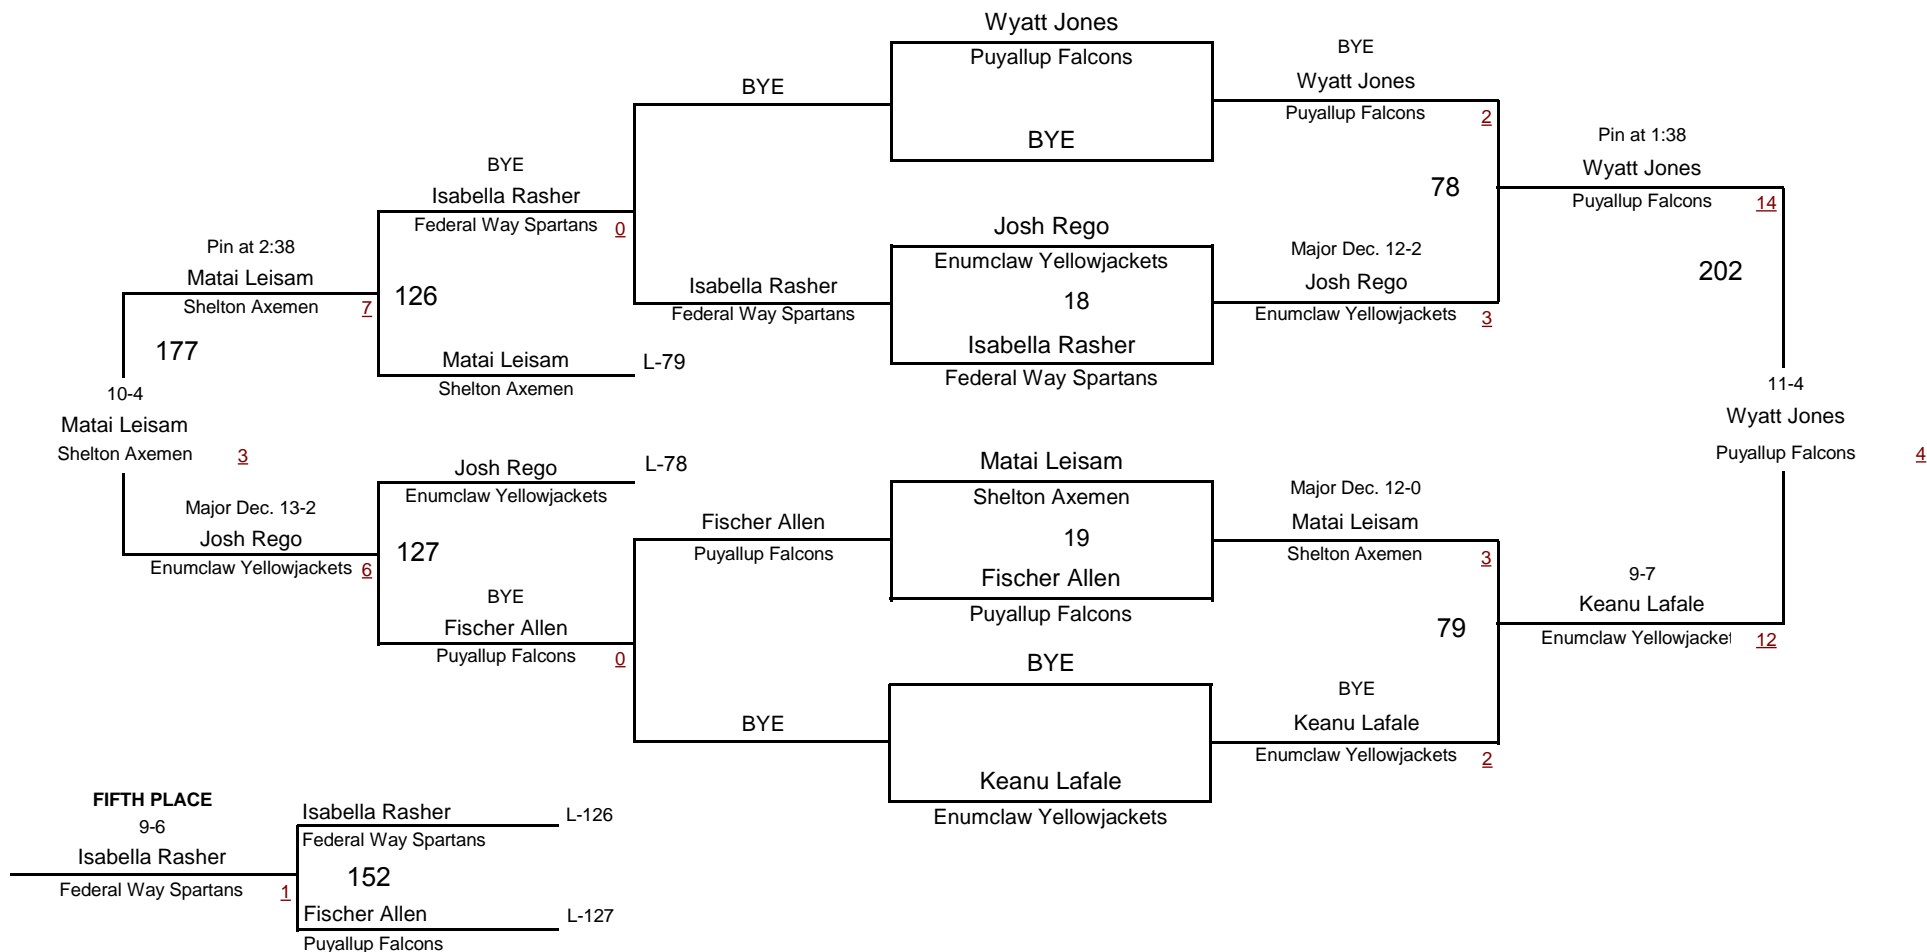 Wyatt Jones
Puyallup Falcons
BYE
BYE
Wyatt Jones
Puyallup Falcons 2
BYE
Pin at 1:38
Wyatt Jones
Puyallup Falcons 14
78
202
BYE
Isabella Rasher
Federal Way Spartans 0
Josh Rego
Enumclaw Yellowjackets
18
Isabella Rasher
Federal Way Spartans
Major Dec. 12-2
Josh Rego
Enumclaw Yellowjackets 3
Pin at 2:38
Matai Leisam
Shelton Axemen 7
126
Isabella Rasher
Federal Way Spartans
177
Matai Leisam L-79
Shelton Axemen
10-4
Matai Leisam
Shelton Axemen 3
11-4
Wyatt Jones
Puyallup Falcons 4
Josh Rego L-78
Enumclaw Yellowjackets
Matai Leisam
Shelton Axemen
19
Fischer Allen
Puyallup Falcons
Major Dec. 12-0
Matai Leisam
Shelton Axemen 3
Major Dec. 13-2
Josh Rego
Enumclaw Yellowjackets 6
127
Fischer Allen
Puyallup Falcons
BYE
Fischer Allen
Puyallup Falcons 0
9-7
Keanu Lafale
Enumclaw Yellowjacket 12
79
BYE
BYE
Keanu Lafale
Enumclaw Yellowjackets
BYE
Keanu Lafale
Enumclaw Yellowjackets 2
FIFTH PLACE
9-6
Isabella Rasher
Federal Way Spartans 1
Isabella Rasher L-126
Federal Way Spartans
152
Fischer Allen L-127
Puyallup Falcons